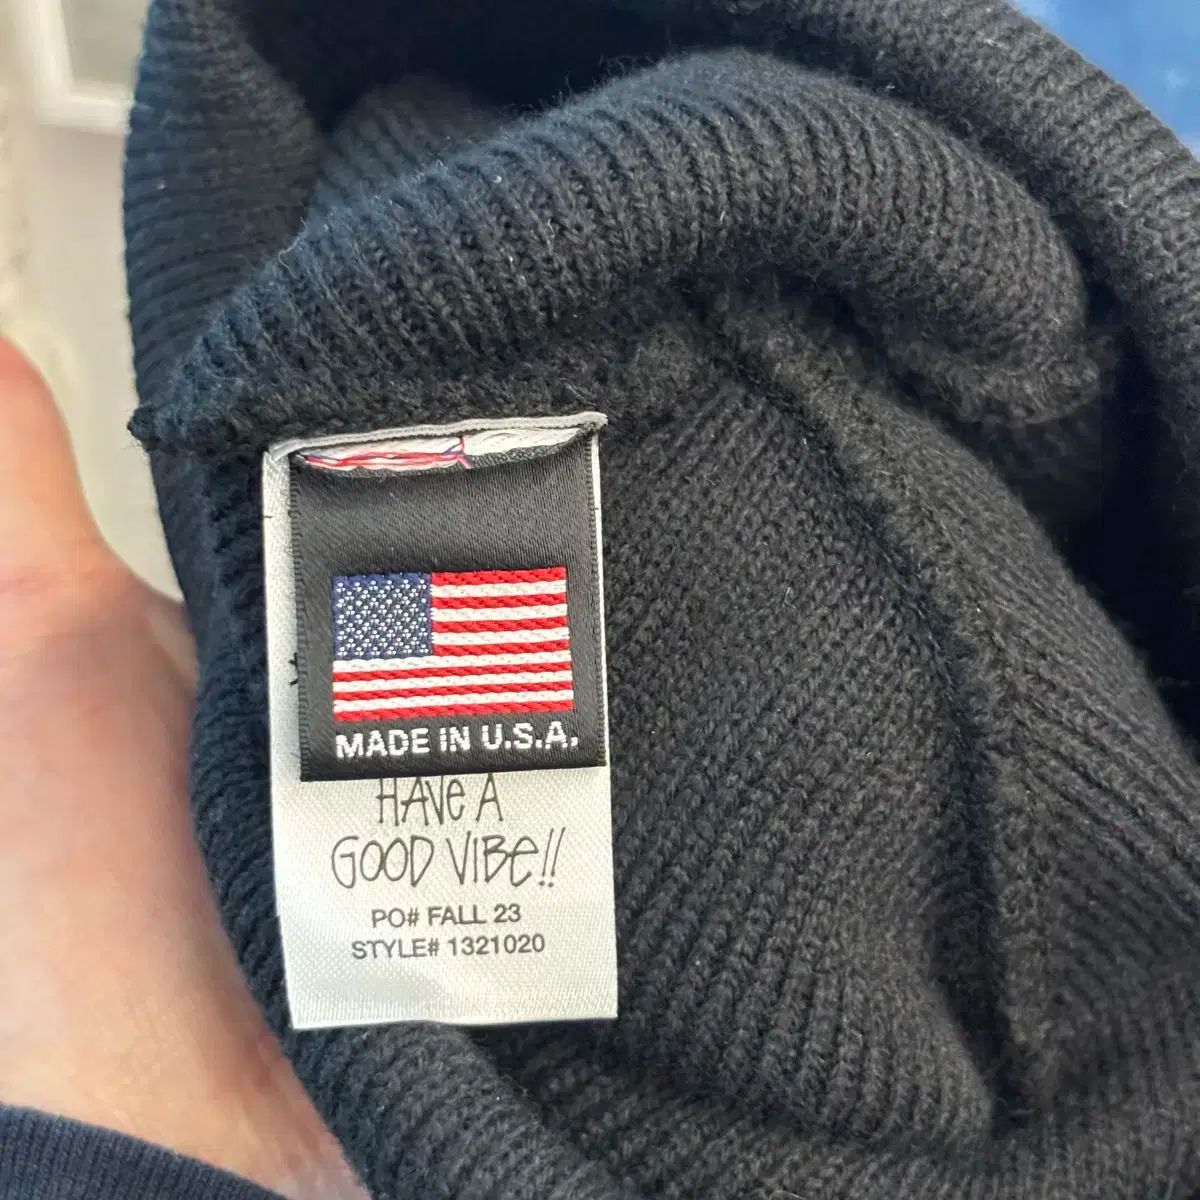 MADE IN U.S.A.
HAVE A
GOOD VIBE!!
PO# FALL 23
STYLE# 1321020